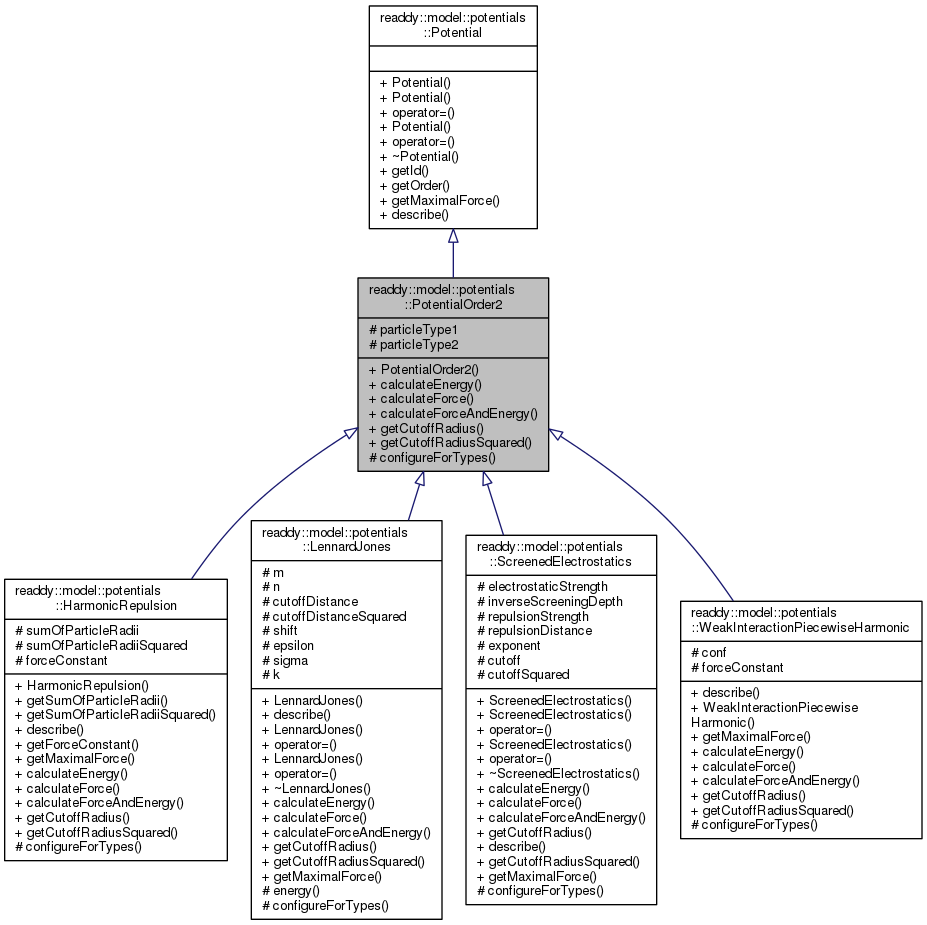 readdy::model::potentials
::Potential
+ Potential()
+ Potential()
+ operator=()
+ Potential()
+ operator=()
+ ~Potential()
+ getId()
+ getOrder()
+ getMaximalForce()
+ describe()
readdy::model::potentials
::PotentialOrder2
# particleType1
# particleType2
+ PotentialOrder2()
+ calculateEnergy()
+ calculateForce()
+ calculateForceAndEnergy()
+ getCutoffRadius()
+ getCutoffRadiusSquared()
# configureForTypes()
readdy::model::potentials
::HarmonicRepulsion
# sumOfParticleRadii
# sumOfParticleRadiiSquared
# forceConstant
+ HarmonicRepulsion()
+ getSumOfParticleRadii()
+ getSumOfParticleRadiiSquared()
+ describe()
+ getForceConstant()
+ getMaximalForce()
+ calculateEnergy()
+ calculateForce()
+ calculateForceAndEnergy()
+ getCutoffRadius()
+ getCutoffRadiusSquared()
# configureForTypes()
readdy::model::potentials
::LennardJones
# m
# n
# cutoffDistance
# cutoffDistanceSquared
# shift
# epsilon
# sigma
# k
+ LennardJones()
+ describe()
+ LennardJones()
+ operator=()
+ LennardJones()
+ operator=()
+ ~LennardJones()
+ calculateEnergy()
+ calculateForce()
+ calculateForceAndEnergy()
+ getCutoffRadius()
+ getCutoffRadiusSquared()
+ getMaximalForce()
# energy()
# configureForTypes()
readdy::model::potentials
::ScreenedElectrostatics
# electrostaticStrength
# inverseScreeningDepth
# repulsionStrength
# repulsionDistance
# exponent
# cutoff
# cutoffSquared
+ ScreenedElectrostatics()
+ ScreenedElectrostatics()
+ operator=()
+ ScreenedElectrostatics()
+ operator=()
+ ~ScreenedElectrostatics()
+ calculateEnergy()
+ calculateForce()
+ calculateForceAndEnergy()
+ getCutoffRadius()
+ describe()
+ getCutoffRadiusSquared()
+ getMaximalForce()
# configureForTypes()
readdy::model::potentials
::WeakInteractionPiecewiseHarmonic
# conf
# forceConstant
+ describe()
+ WeakInteractionPiecewise
Harmonic()
+ getMaximalForce()
+ calculateEnergy()
+ calculateForce()
+ calculateForceAndEnergy()
+ getCutoffRadius()
+ getCutoffRadiusSquared()
# configureForTypes()